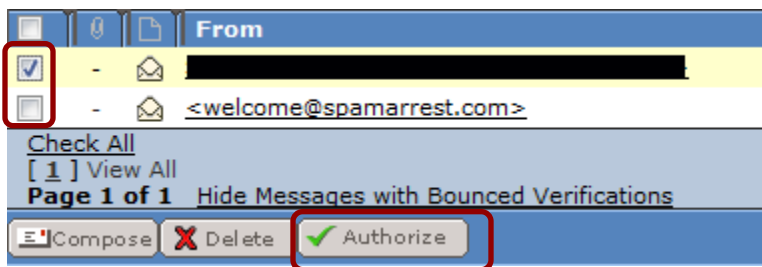 From
-
- <welcome@spamarrest.com>
Check All
[ 1 ] View All
Page 1 of 1 Hide Messages with Bounced Verifications
Compose Delete Authorize